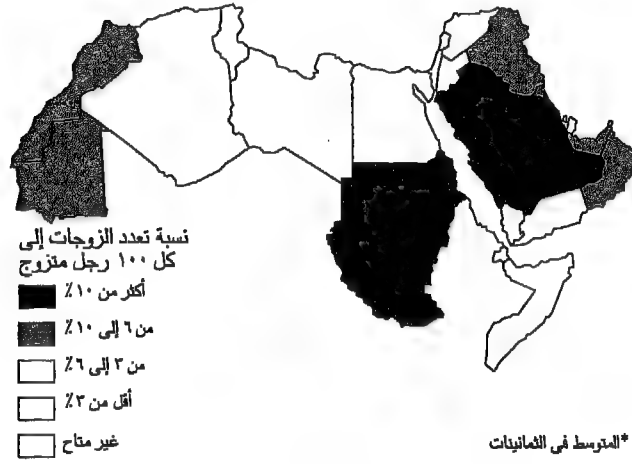 نسبة تعدد الزوجات إلى
كل ١٠٠ رجل متزوج
أكثر من ١٠٪
من ٦ إلى ١٠٪
من ٣ إلى ٦٪
أقل من ٣٪
غير متاح
*المتوسط في الثمانينات